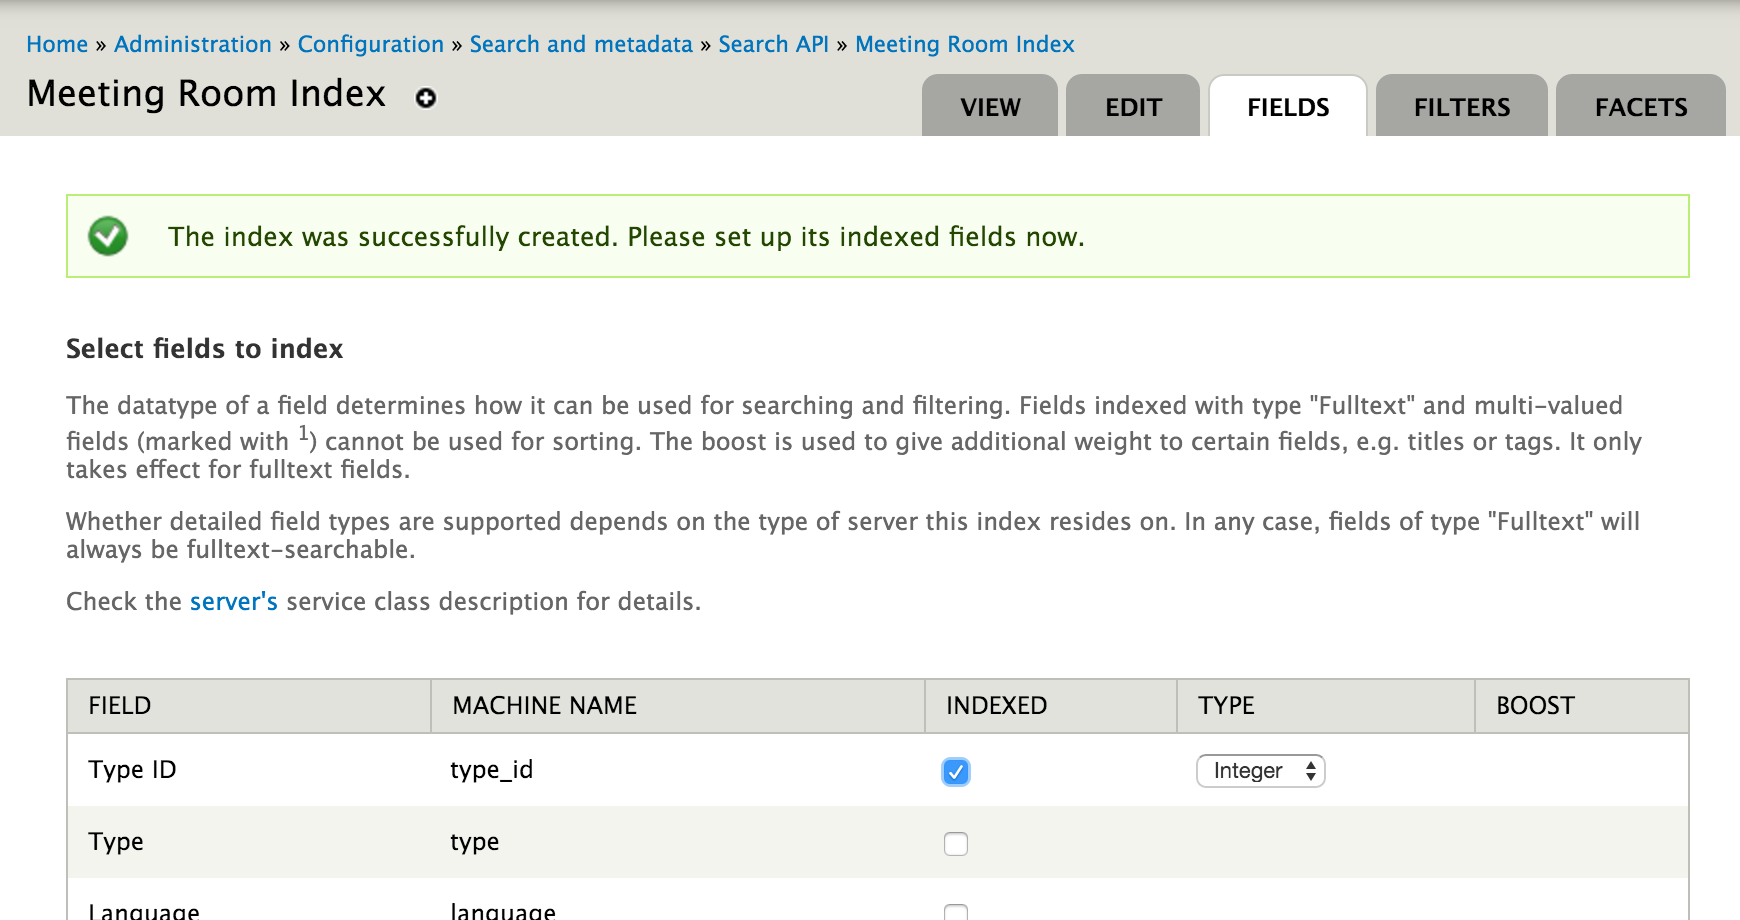 Home » Administration » Configuration » Search and metadata » Search API » Meeting Room Index
Meeting Room Index
VIEW EDIT FIELDS FILTERS FACETS
The index was successfully created. Please set up its indexed fields now.
Select fields to index
The datatype of a field determines how it can be used for searching and filtering. Fields indexed with type "Fulltext" and multi-valued
fields (marked with 1) cannot be used for sorting. The boost is used to give additional weight to certain fields, e.g. titles or tags. It only
takes effect for fulltext fields.
Whether detailed field types are supported depends on the type of server this index resides on. In any case, fields of type "Fulltext" will
always be fulltext-searchable.
Check the server's service class description for details.
FIELD MACHINE NAME INDEXED TYPE BOOST
Type ID type_id Integer
Type type
Language language